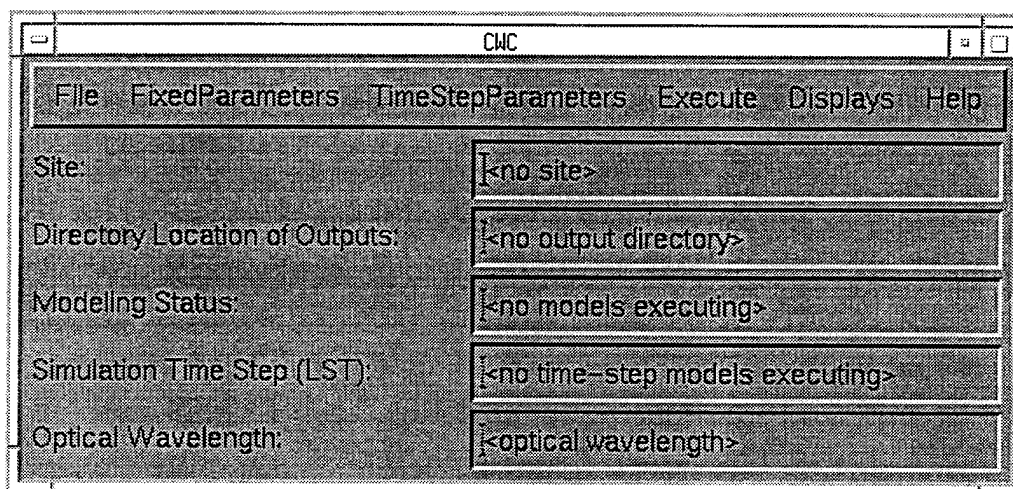 CWC
File FixedParameters TimeStepParameters Execute Displays Help
Site: <no site>
Directory Location of Outputs: <no output directory>
Modeling Status: <no models executing>
Simulation Time Step (LST): <no time-step models executing>
Optical Wavelength: <optical wavelength>